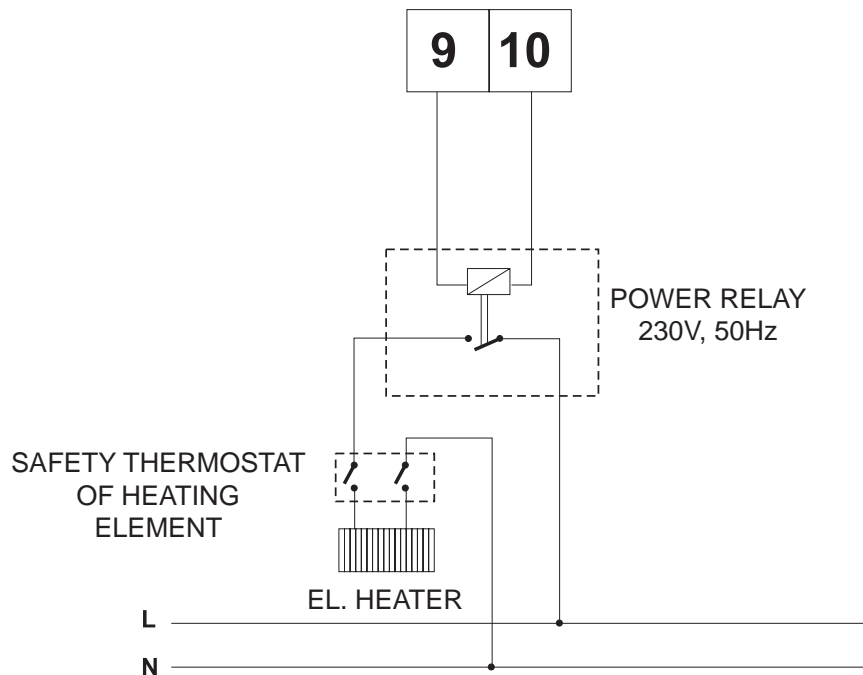 9 10
POWER RELAY
230V, 50Hz
SAFETY THERMOSTAT
OF HEATING
ELEMENT
EL. HEATER
L
N